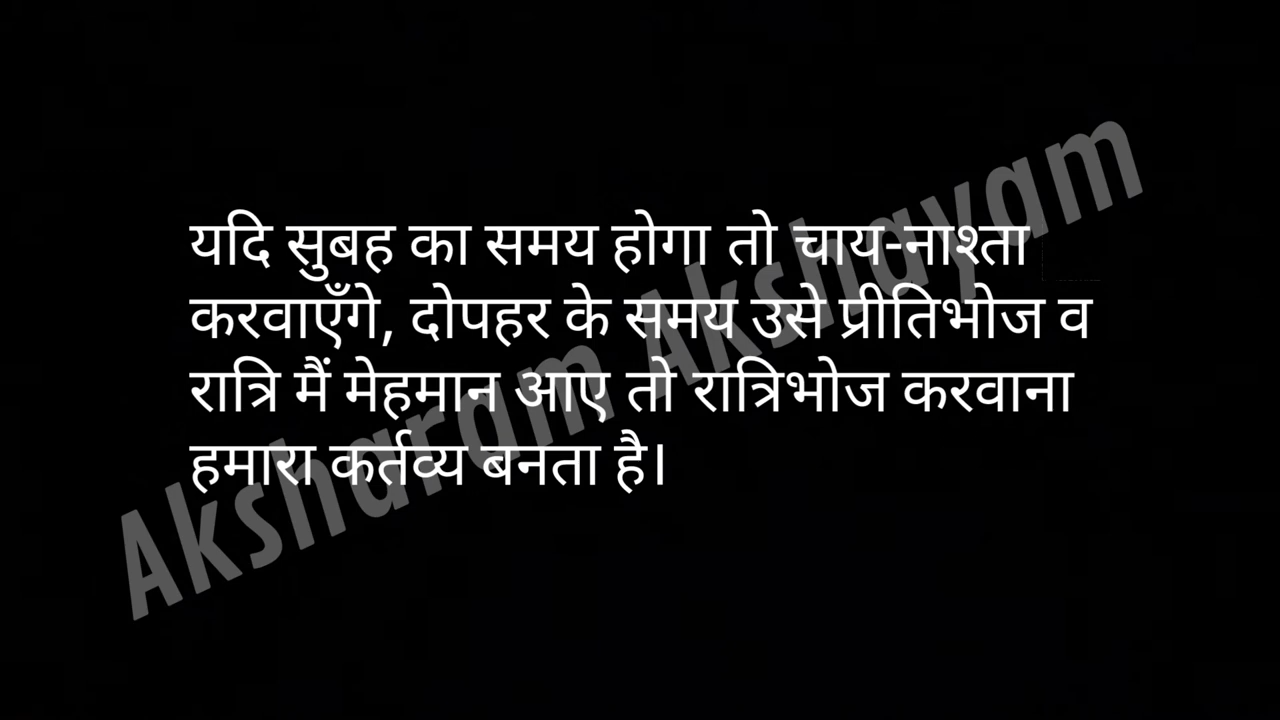 यदि सुबह का समय होगा तो चाय-नाश्ता
करवाएँगे, दोपहर के समय उसे प्रीतिभोज व
रात्रि मैं मेहमान आए तो रात्रिभोज करवाना
हमारा कर्तव्य बनता है।
Aksharam Akshayam